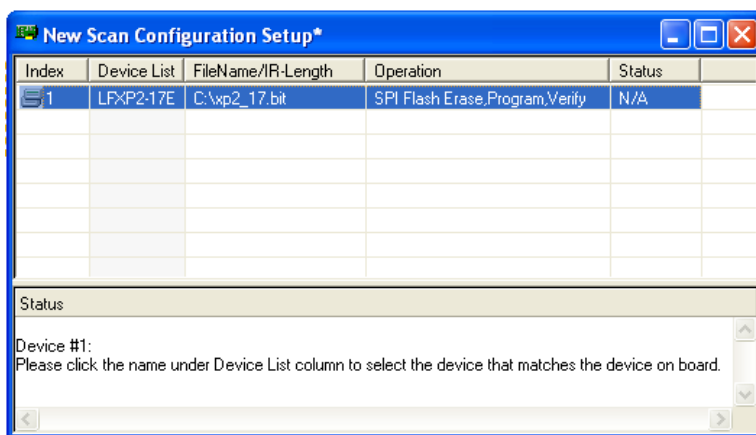 New Scan Configuration Setup*
Index Device List FileName/IR-Length Operation Status
1 LFXP2-17E C:\xp2_17.bit SPI Flash Erase,Program,Verify N/A
Status
Device #1:
Please click the name under Device List column to select the device that matches the device on board.